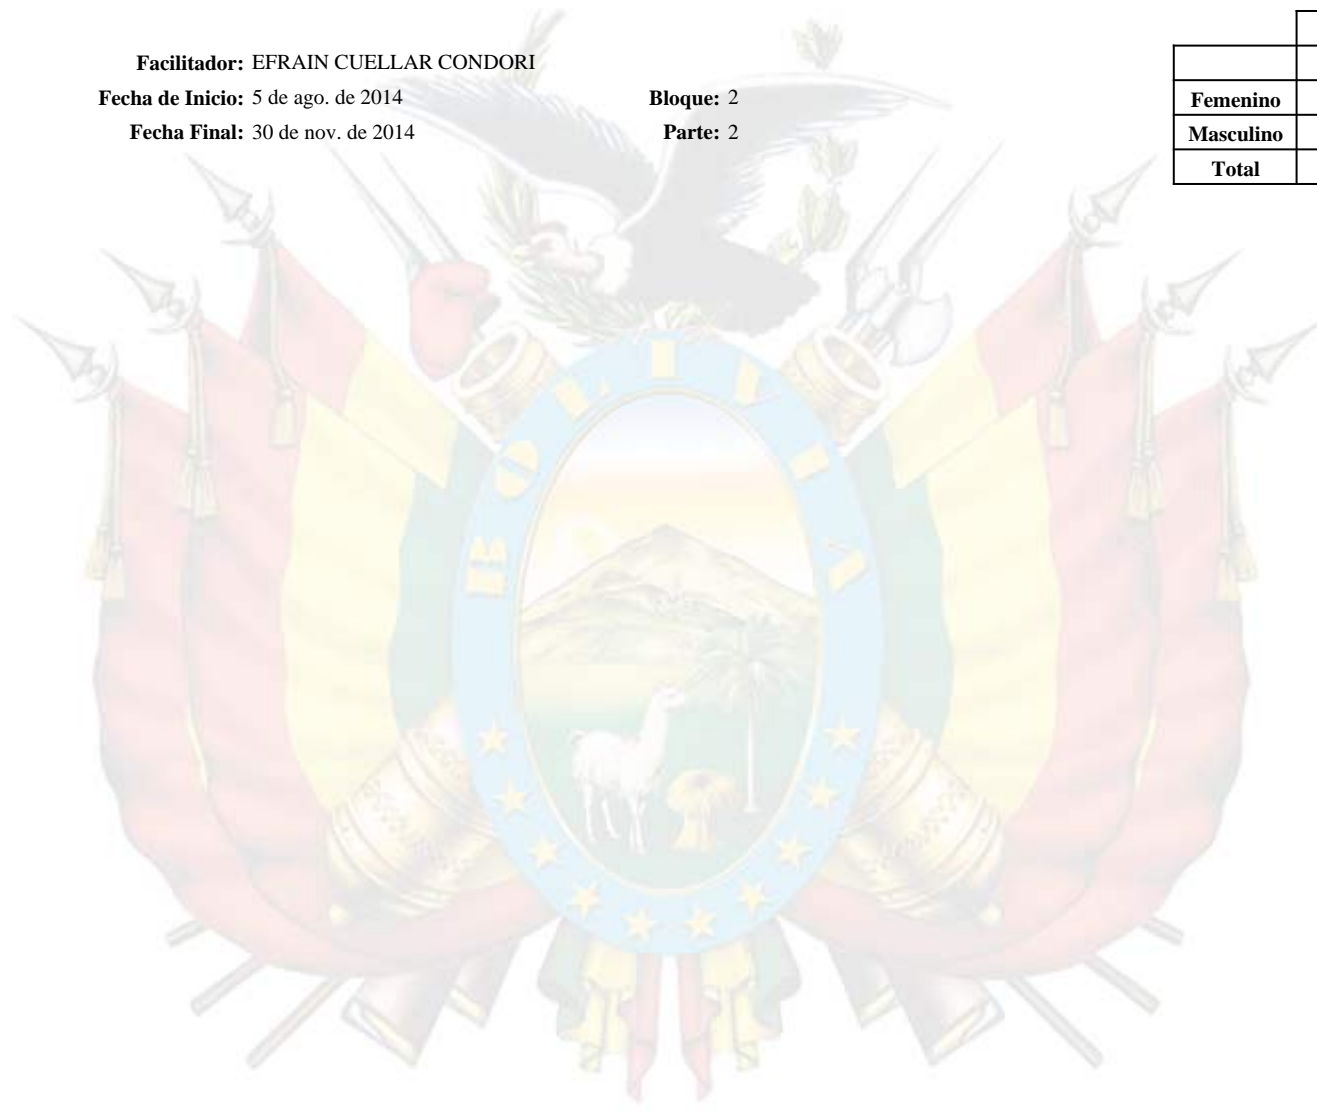 Facilitador: EFRAIN CUELLAR CONDORI
Fecha de Inicio: 5 de ago. de 2014 Bloque: 2
Fecha Final: 30 de nov. de 2014 Parte: 2
Femenino
Masculino
Total
BOLIVIA